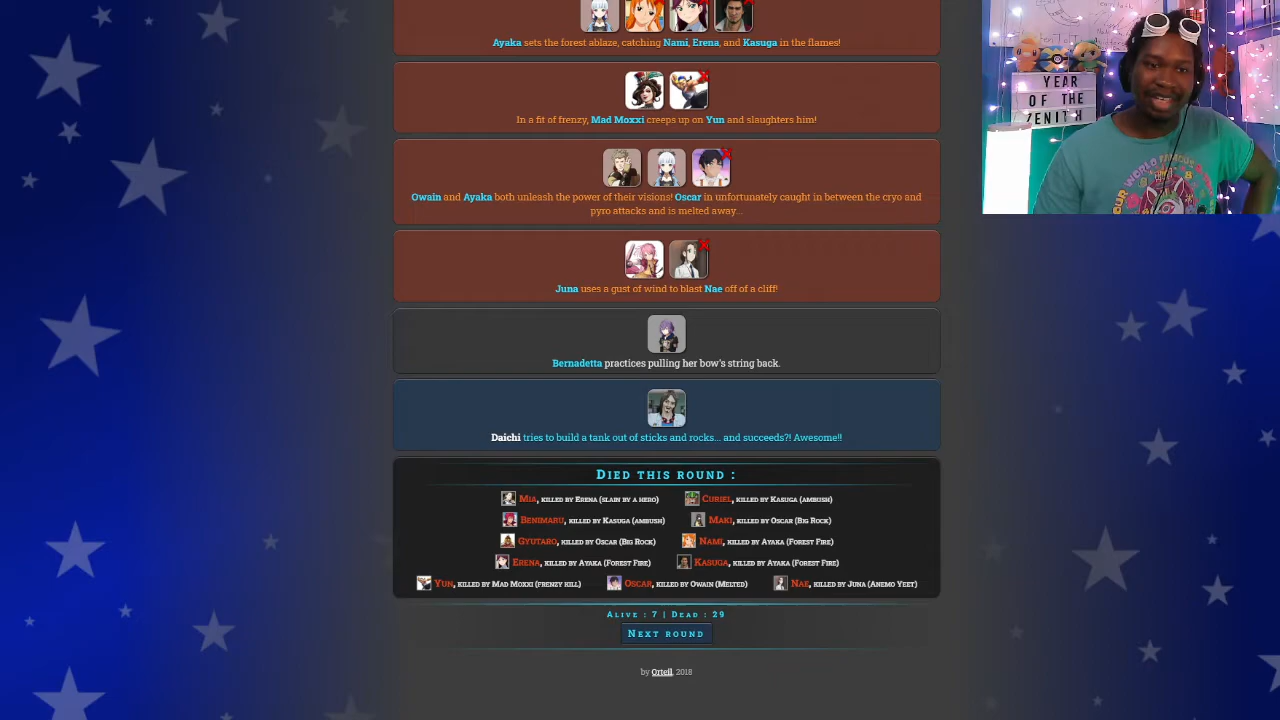 Ayaka sets the forest ablaze, catching Nami, Erena, and Kasuga in the flames!
In a fit of frenzy, Mad Moxxi creeps up on Yun and slaughters him!
Owain and Ayaka both unleash the power of their visions! Oscar in unfortunately caught in between the cryo and
pyro attacks and is melted away...
Juna uses a gust of wind to blast Nae off of a cliff!
Bernadetta practices pulling her bow's string back.
Daichi tries to build a tank out of sticks and rocks... and succeeds?! Awesome!!
Died this round :
Mia, killed by Erena (slain by a hero) Curiel, killed by Kasuga (ambush)
Benimaru, killed by Kasuga (ambush) Maki, killed by Oscar (Big Rock)
Gyutaro, killed by Oscar (Big Rock) Nami, killed by Ayaka (Forest Fire)
Erena, killed by Ayaka (Forest Fire) Kasuga, killed by Ayaka (Forest Fire)
Yun, killed by Mad Moxxi (frenzy kill) Oscar, killed by Owain (Melted) Nae, killed by Juna (Anemo Yeet)
Alive : 7 | Dead : 29
Next round
by Orteil, 2018
YEAR
OF THE
ZENITH
WORLD FAMOUS